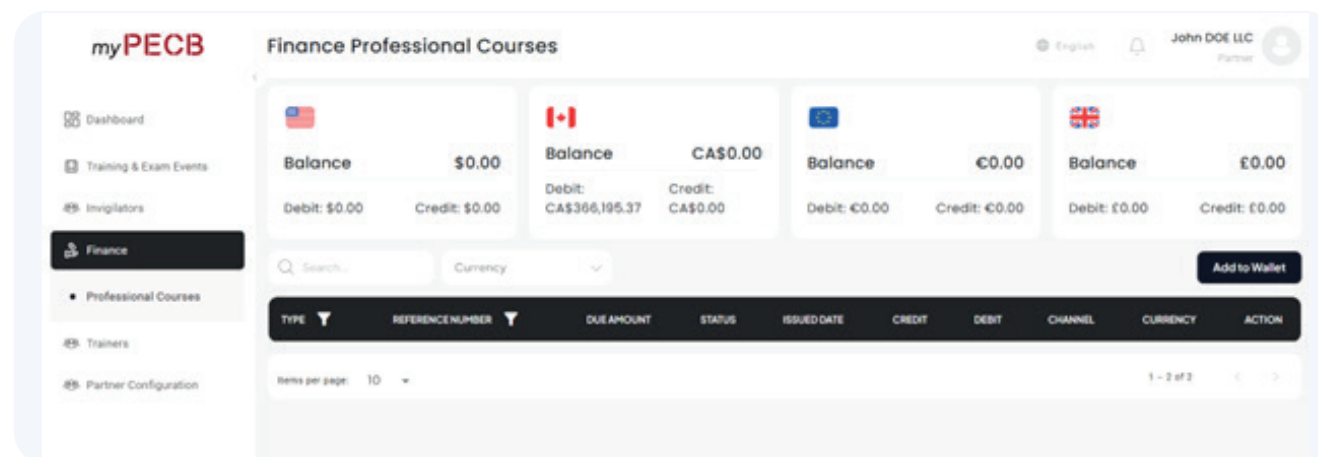 myPECB
Finance Professional Courses
English
John DOE LLC
Partner
Dashboard
Training & Exam Events
Invigilators
Finance
Professional Courses
Trainers
Partner Configuration
Balance $0.00
Debit: $0.00 Credit: $0.00
Balance CA$0.00
Debit: CA$366,195.37
Credit: CA$0.00
Balance €0.00
Debit: €0.00 Credit: €0.00
Balance £0.00
Debit: £0.00 Credit: £0.00
Search...
Currency
Add to Wallet
TYPE REFERENCE NUMBER DUE AMOUNT STATUS ISSUED DATE CREDIT DEBIT CHANNEL CURRENCY ACTION
Items per page: 10
1 – 2 of 2